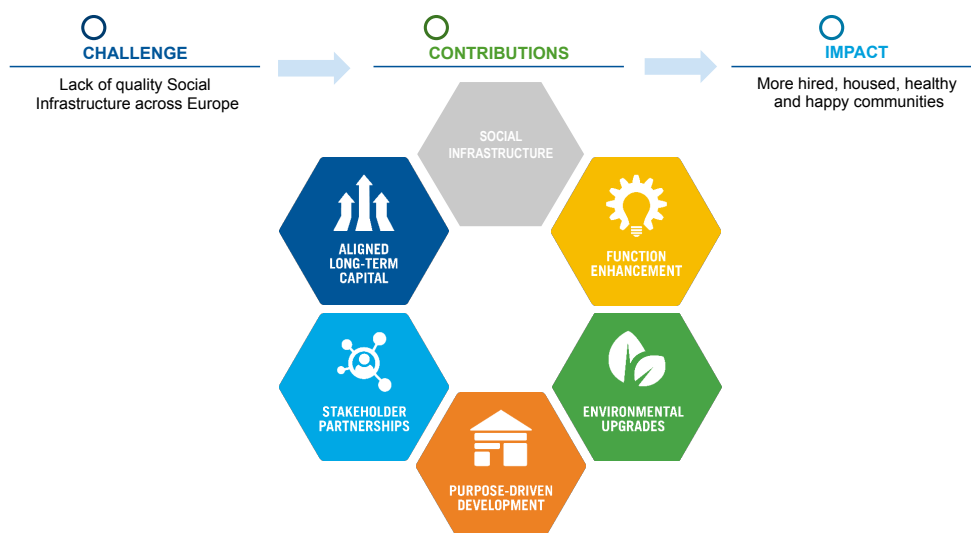 CHALLENGE
CONTRIBUTIONS
IMPACT
Lack of quality Social
Infrastructure across Europe
More hired, housed, healthy
and happy communities
SOCIAL
INFRASTRUCTURE
ALIGNED
LONG-TERM
CAPITAL
FUNCTION
ENHANCEMENT
STAKEHOLDER
PARTNERSHIPS
ENVIRONMENTAL
UPGRADES
PURPOSE-DRIVEN
DEVELOPMENT